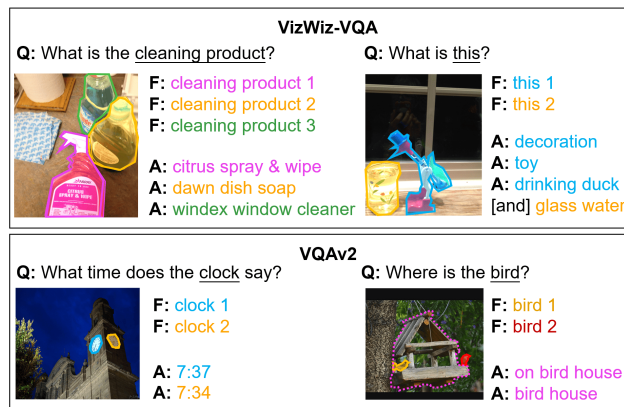 VizWiz-VQA
Q: What is the cleaning product?
F: cleaning product 1
F: cleaning product 2
F: cleaning product 3
A: citrus spray & wipe
A: dawn dish soap
A: windex window cleaner
CITRUS
SPRAY & WIPE
Q: What is this?
F: this 1
F: this 2
A: decoration
A: toy
A: drinking duck
[and] glass water
VQAv2
Q: What time does the clock say?
F: clock 1
F: clock 2
A: 7:37
A: 7:34
Q: Where is the bird?
F: bird 1
F: bird 2
A: on bird house
A: bird house